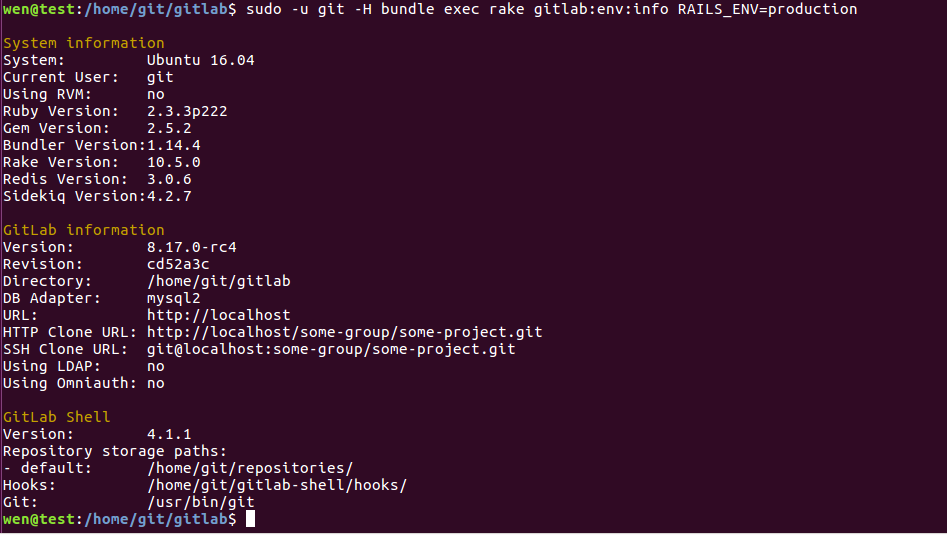 wen@test:/home/git/gitlab$ sudo -u git -H bundle exec rake gitlab:env:info RAILS_ENV=production
System information
System: Ubuntu 16.04
Current User: git
Using RVM: no
Ruby Version: 2.3.3p222
Gem Version: 2.5.2
Bundler Version:1.14.4
Rake Version: 10.5.0
Redis Version: 3.0.6
Sidekiq Version:4.2.7
GitLab information
Version: 8.17.0-rc4
Revision: cd52a3c
Directory: /home/git/gitlab
DB Adapter: mysql2
URL: http://localhost
HTTP Clone URL: http://localhost/some-group/some-project.git
SSH Clone URL: git@localhost:some-group/some-project.git
Using LDAP: no
Using Omniauth: no
GitLab Shell
Version: 4.1.1
Repository storage paths:
- default: /home/git/repositories/
Hooks: /home/git/gitlab-shell/hooks/
Git: /usr/bin/git
wen@test:/home/git/gitlab$